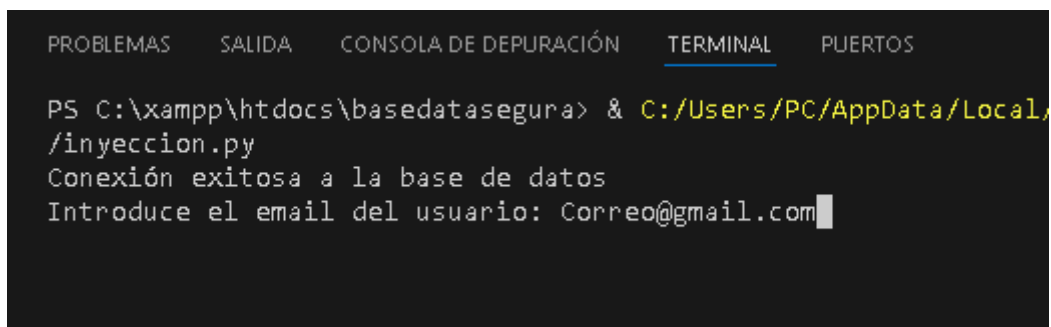 PROBLEMAS SALIDA CONSOLA DE DEPURACIÓN TERMINAL PUERTOS
PS C:\xampp\htdocs\basedatasegura> & C:/Users/PC/AppData/Local/
/inyeccion.py
Conexión exitosa a la base de datos
Introduce el email del usuario: Correo@gmail.com